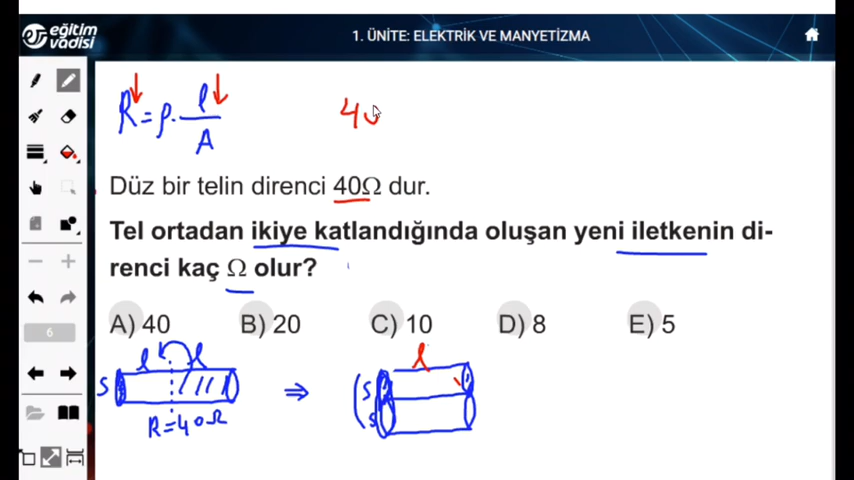 eğitim
vadisi
1. ÜNİTE: ELEKTRİK VE MANYETİZMA
R = ρ. l / A
40
Düz bir telin direnci 40Ω dur.
Tel ortadan ikiye katlandığında oluşan yeni iletkenin di-
renci kaç Ω olur?
A) 40 B) 20 C) 10 D) 8 E) 5
l l
l
S
S
S
R=40Ω
⇒
6